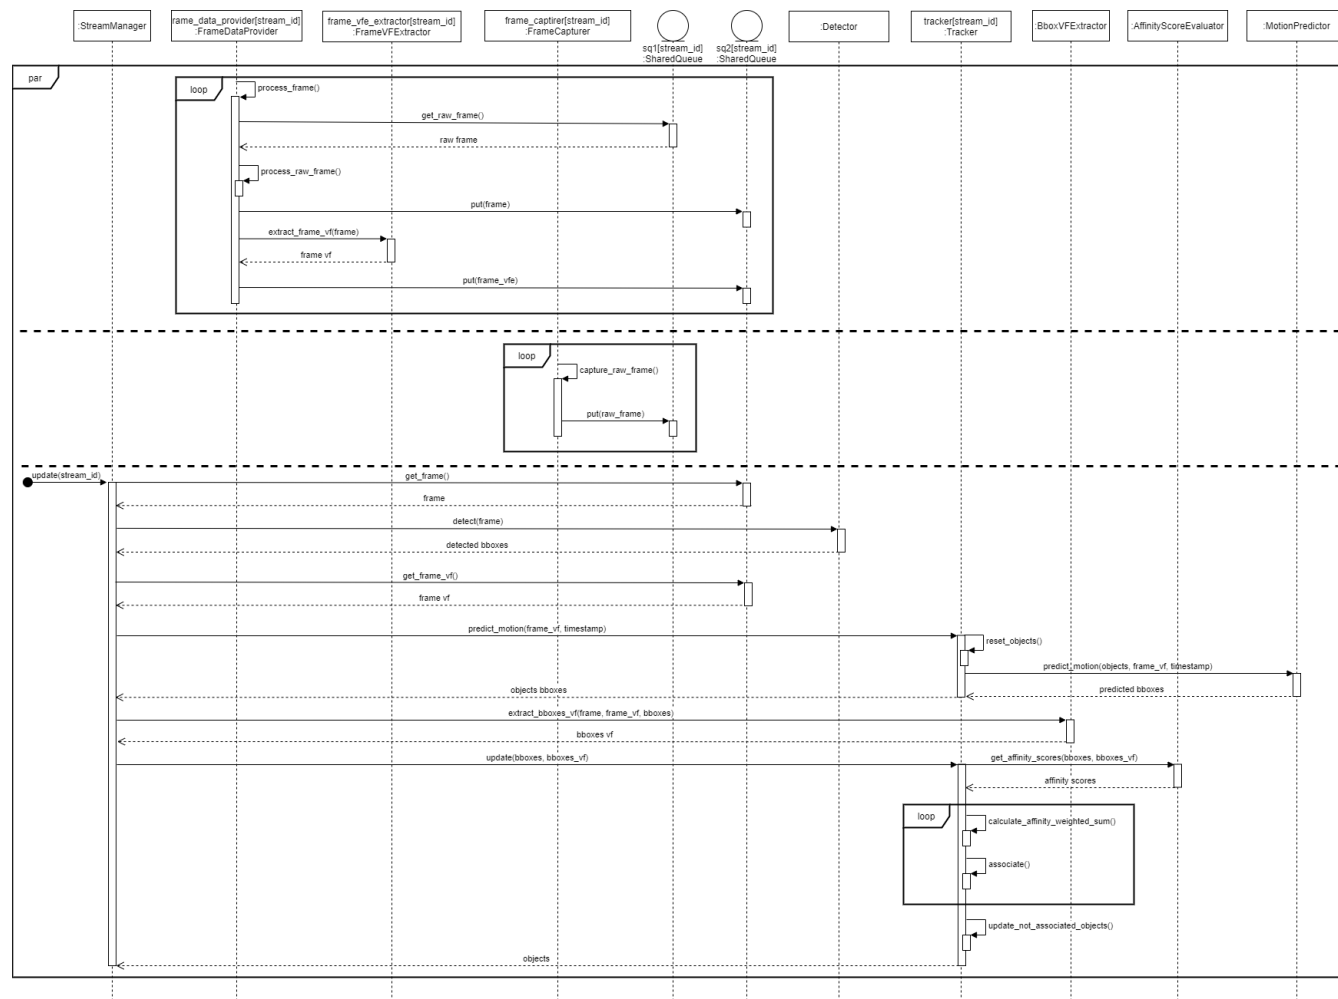 :StreamManager
rame_data_provider[stream_id]
:FrameDataProvider
frame_vfe_extractor[stream_id]
:FrameVFExtractor
frame_captirer[stream_id]
:FrameCapturer
sq1[stream_id]
:SharedQueue
sq2[stream_id]
:SharedQueue
:Detector
tracker[stream_id]
:Tracker
:BboxVFExtractor
:AffinityScoreEvaluator
:MotionPredictor
par
loop
process_frame()
get_raw_frame()
raw frame
process_raw_frame()
put(frame)
extract_frame_vf(frame)
frame vf
put(frame_vfe)
loop
capture_raw_frame()
put(raw_frame)
update(stream_id)
get_frame()
frame
detect(frame)
detected bboxes
get_frame_vf()
frame vf
predict_motion(frame_vf, timestamp)
reset_objects()
predict_motion(objects, frame_vf, timestamp)
predicted bboxes
objects bboxes
extract_bboxes_vf(frame, frame_vf, bboxes)
bboxes vf
update(bboxes, bboxes_vf)
get_affinity_scores(bboxes, bboxes_vf)
affinity scores
loop
calculate_affinity_weighted_sum()
associate()
update_not_associated_objects()
objects